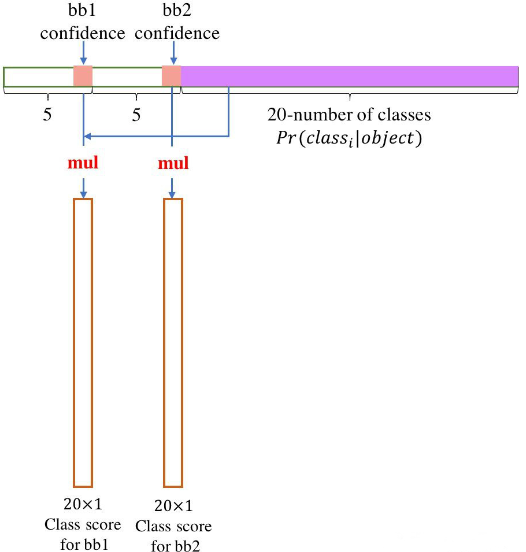 bb1
confidence
bb2
confidence
5
5
20-number of classes
Pr(class_i|object)
mul
mul
20×1
Class score
for bb1
20×1
Class score
for bb2